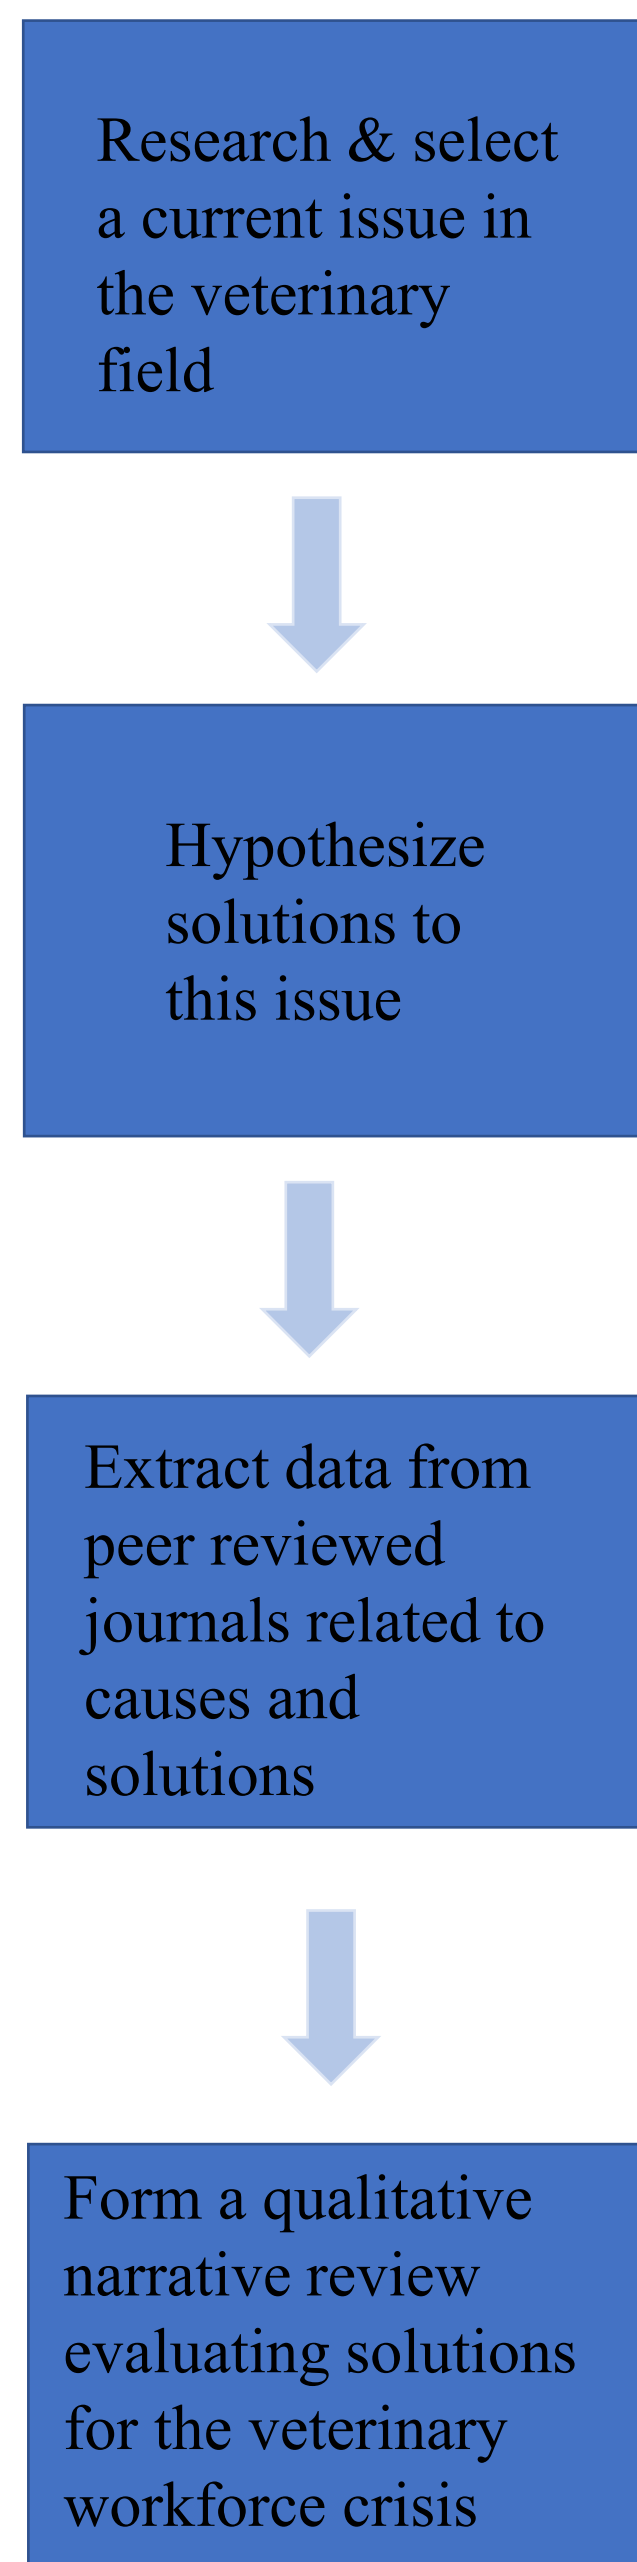 Research & select
a current issue in
the veterinary
field
Hypothesize
solutions to
this issue
Extract data from
peer reviewed
journals related to
causes and
solutions
Form a qualitative
narrative review
evaluating solutions
for the veterinary
workforce crisis